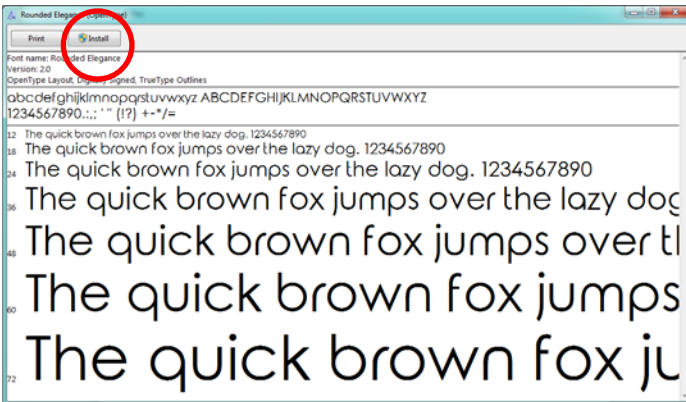 Rounded Elegance (OpenType)
Print Install
Font name: Rounded Elegance
Version: 2.0
OpenType Layout, Digitally Signed, TrueType Outlines
abcdefghijklmnopqrstuvwxyz ABCDEFGHIJKLMNOPQRSTUVWXYZ
1234567890.:,; ' " (!?) +-*/=
12 The quick brown fox jumps over the lazy dog. 1234567890
18 The quick brown fox jumps over the lazy dog. 1234567890
24 The quick brown fox jumps over the lazy dog. 1234567890
36 The quick brown fox jumps over the lazy dog
48 The quick brown fox jumps over tl
60 The quick brown fox jumps
72 The quick brown fox ju